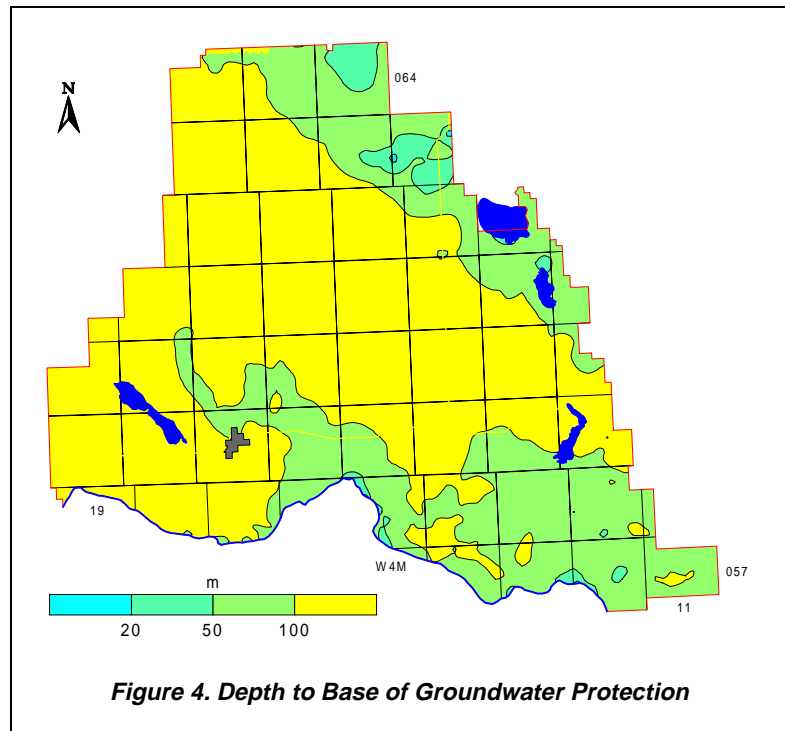 064
N
19
W4M
057
11
m
20 50 100
Figure 4. Depth to Base of Groundwater Protection